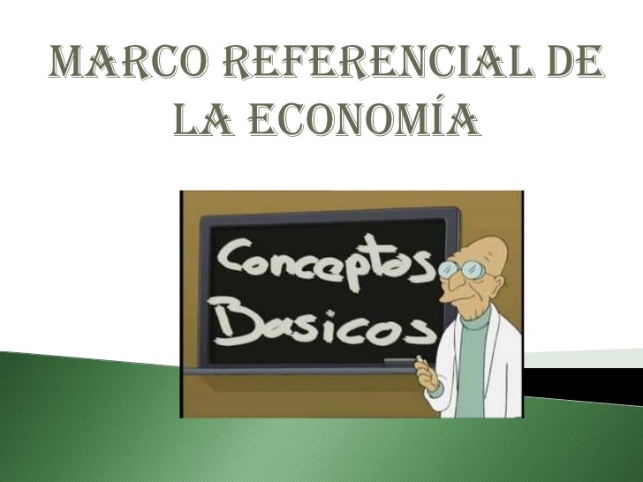 MARCO REFERENCIAL DE
LA ECONOMÍA
Conceptos
Basicos